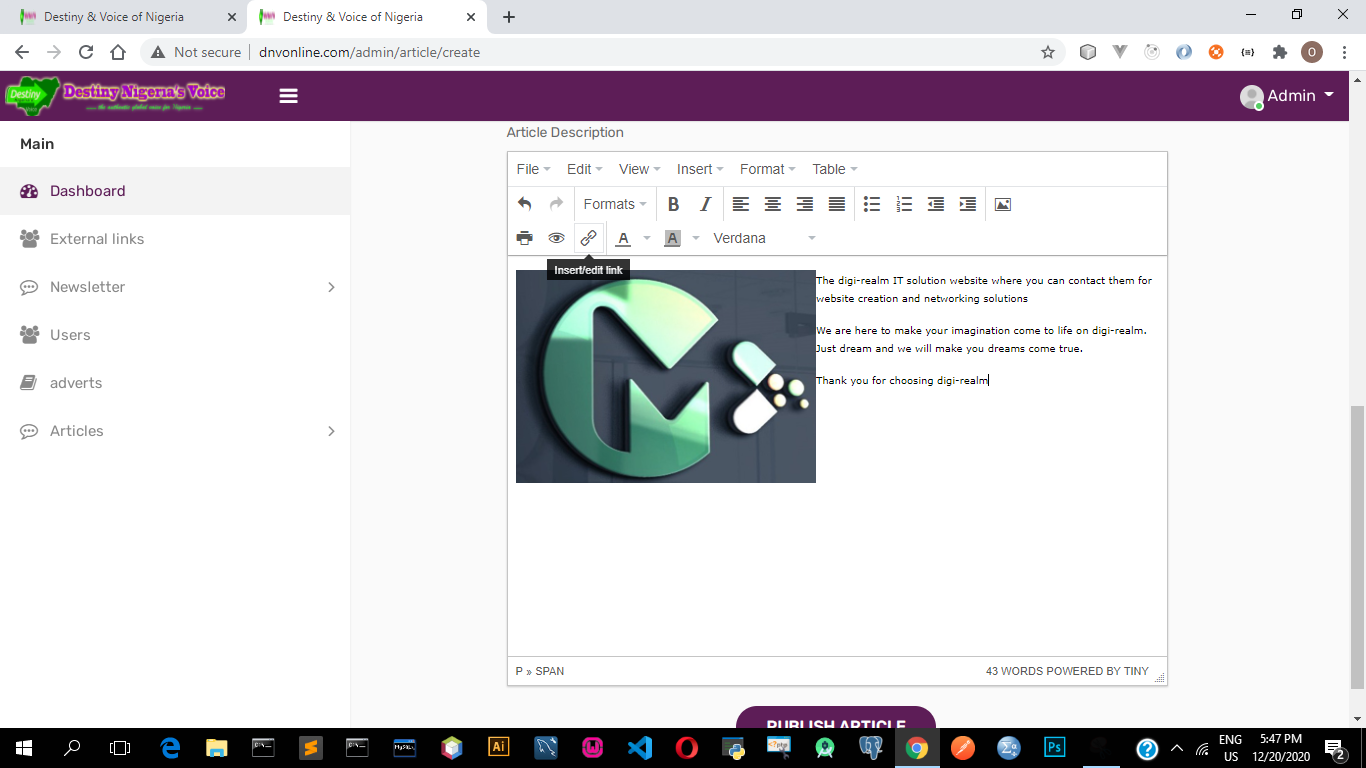 Destiny & Voice of Nigeria
Destiny & Voice of Nigeria
Not secure dnvonline.com/admin/article/create
O
Destiny
Destiny Nigeria's Voice
Admin
Main
Dashboard
External links
Newsletter
Users
adverts
Articles
Article Description
File Edit View Insert Format Table
Formats B I
A A Verdana
Insert/edit link
The digi-realm IT solution website where you can contact them for
website creation and networking solutions
We are here to make your imagination come to life on digi-realm.
Just dream and we will make you dreams come true.
Thank you for choosing digi-realm
P » SPAN
43 WORDS POWERED BY TINY
PUBLISH ARTICLE
Ai
MySQL
Ps
ENG
US
5:47 PM
12/20/2020
2